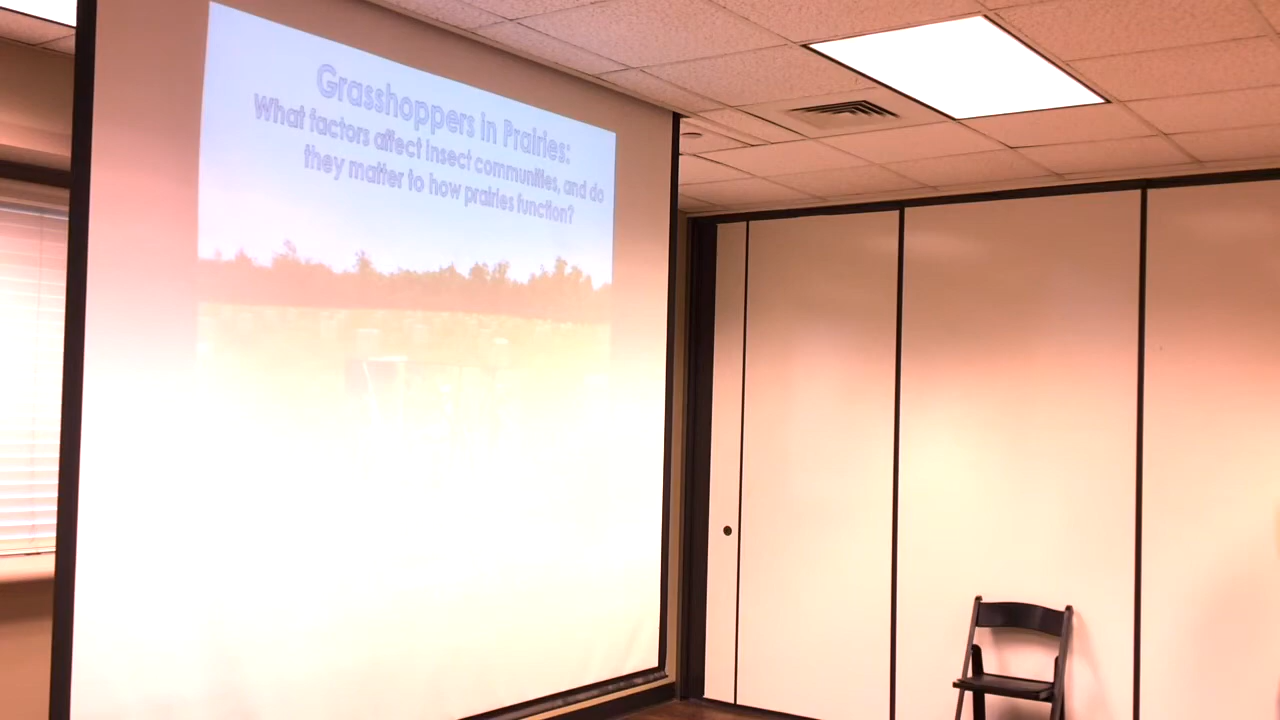 Grasshoppers in Prairies:
What factors affect insect communities, and do
they matter to how prairies function?